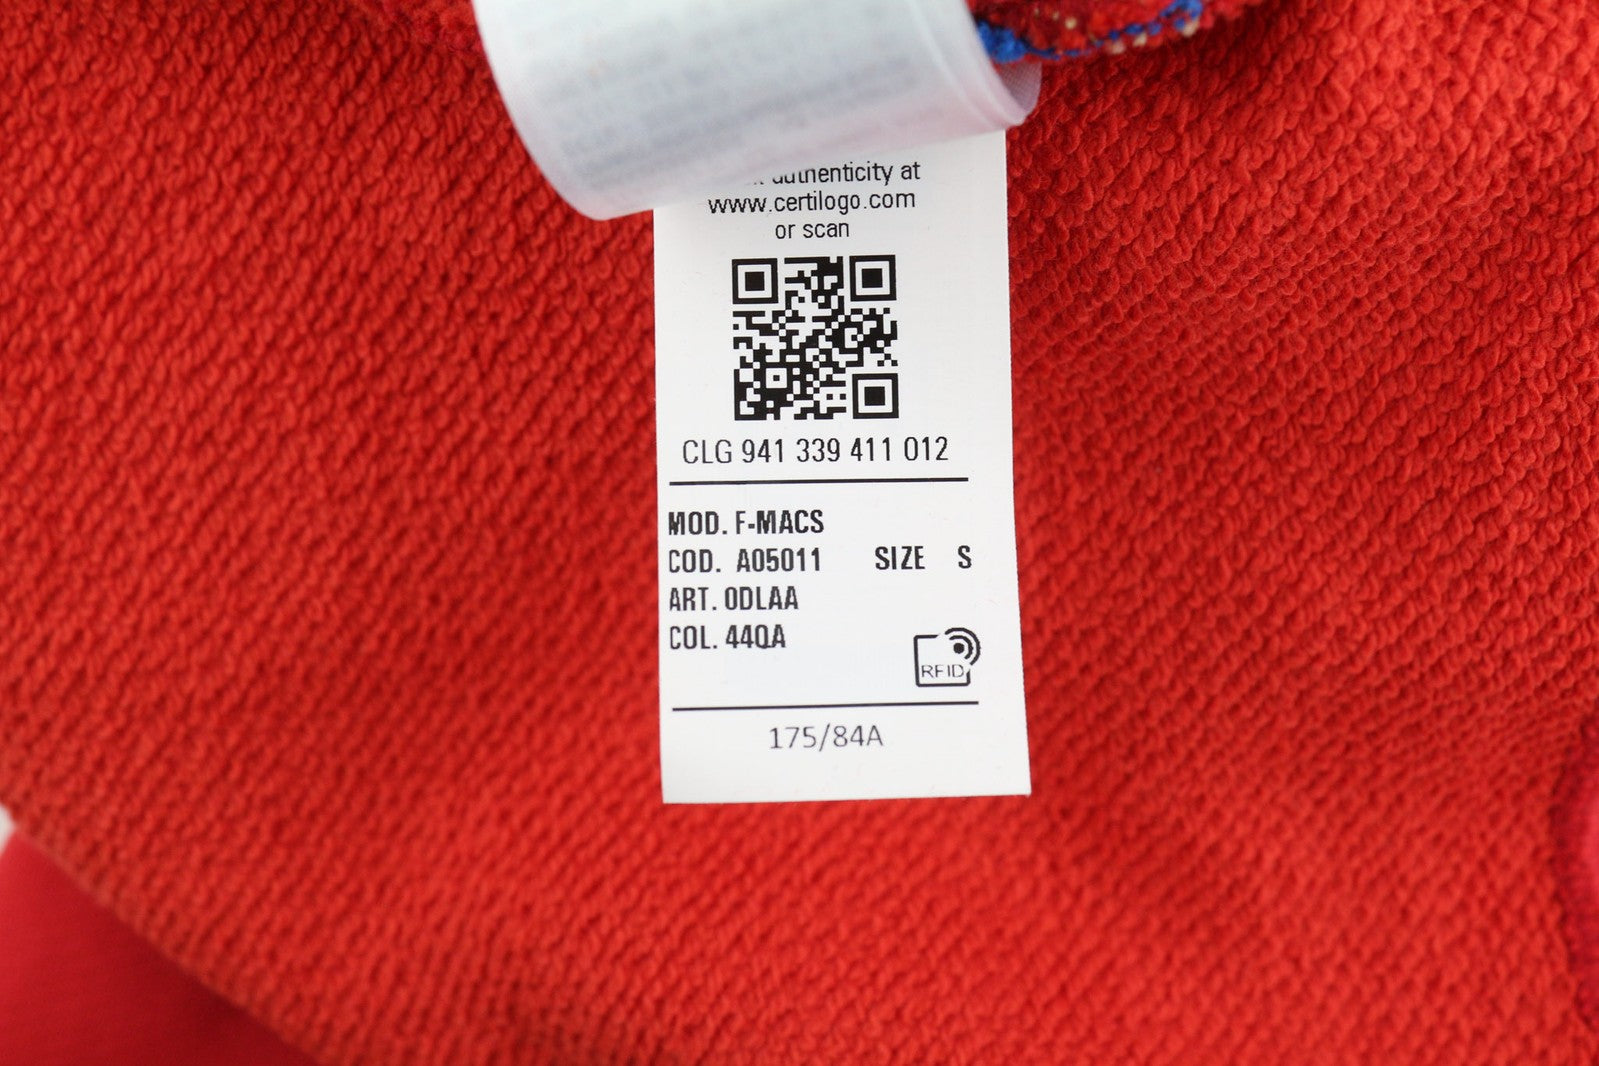 authenticity at
www.certilogo.com
or scan
CLG 941 339 411 012
MOD. F-MACS
COD. A05011 SIZE S
ART. 0DLAA
COL. 44QA
RFID
175/84A